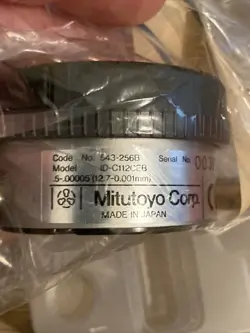 Code No. 543-256B Serial No. 003
Model ID-C112CEB
.5-.00005 (12.7-0.001mm)
Mitutoyo Corp.
MADE IN JAPAN